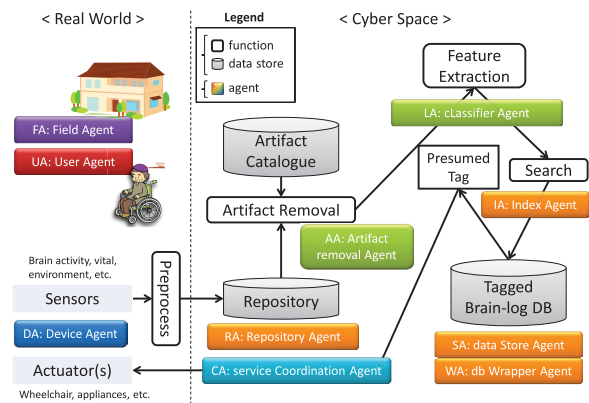 < Real World >
Legend
< Cyber Space >
function
data store
agent
Feature
Extraction
LA: cLassifier Agent
FA: Field Agent
UA: User Agent
Artifact
Catalogue
Presumed
Tag
Search
IA: Index Agent
Artifact Removal
AA: Artifact
removal Agent
Brain activity, vital,
environment, etc.
Sensors
Preprocess
Repository
Tagged
Brain-log DB
DA: Device Agent
RA: Repository Agent
SA: data Store Agent
Actuator(s)
CA: service Coordination Agent
WA: db Wrapper Agent
Wheelchair, appliances, etc.